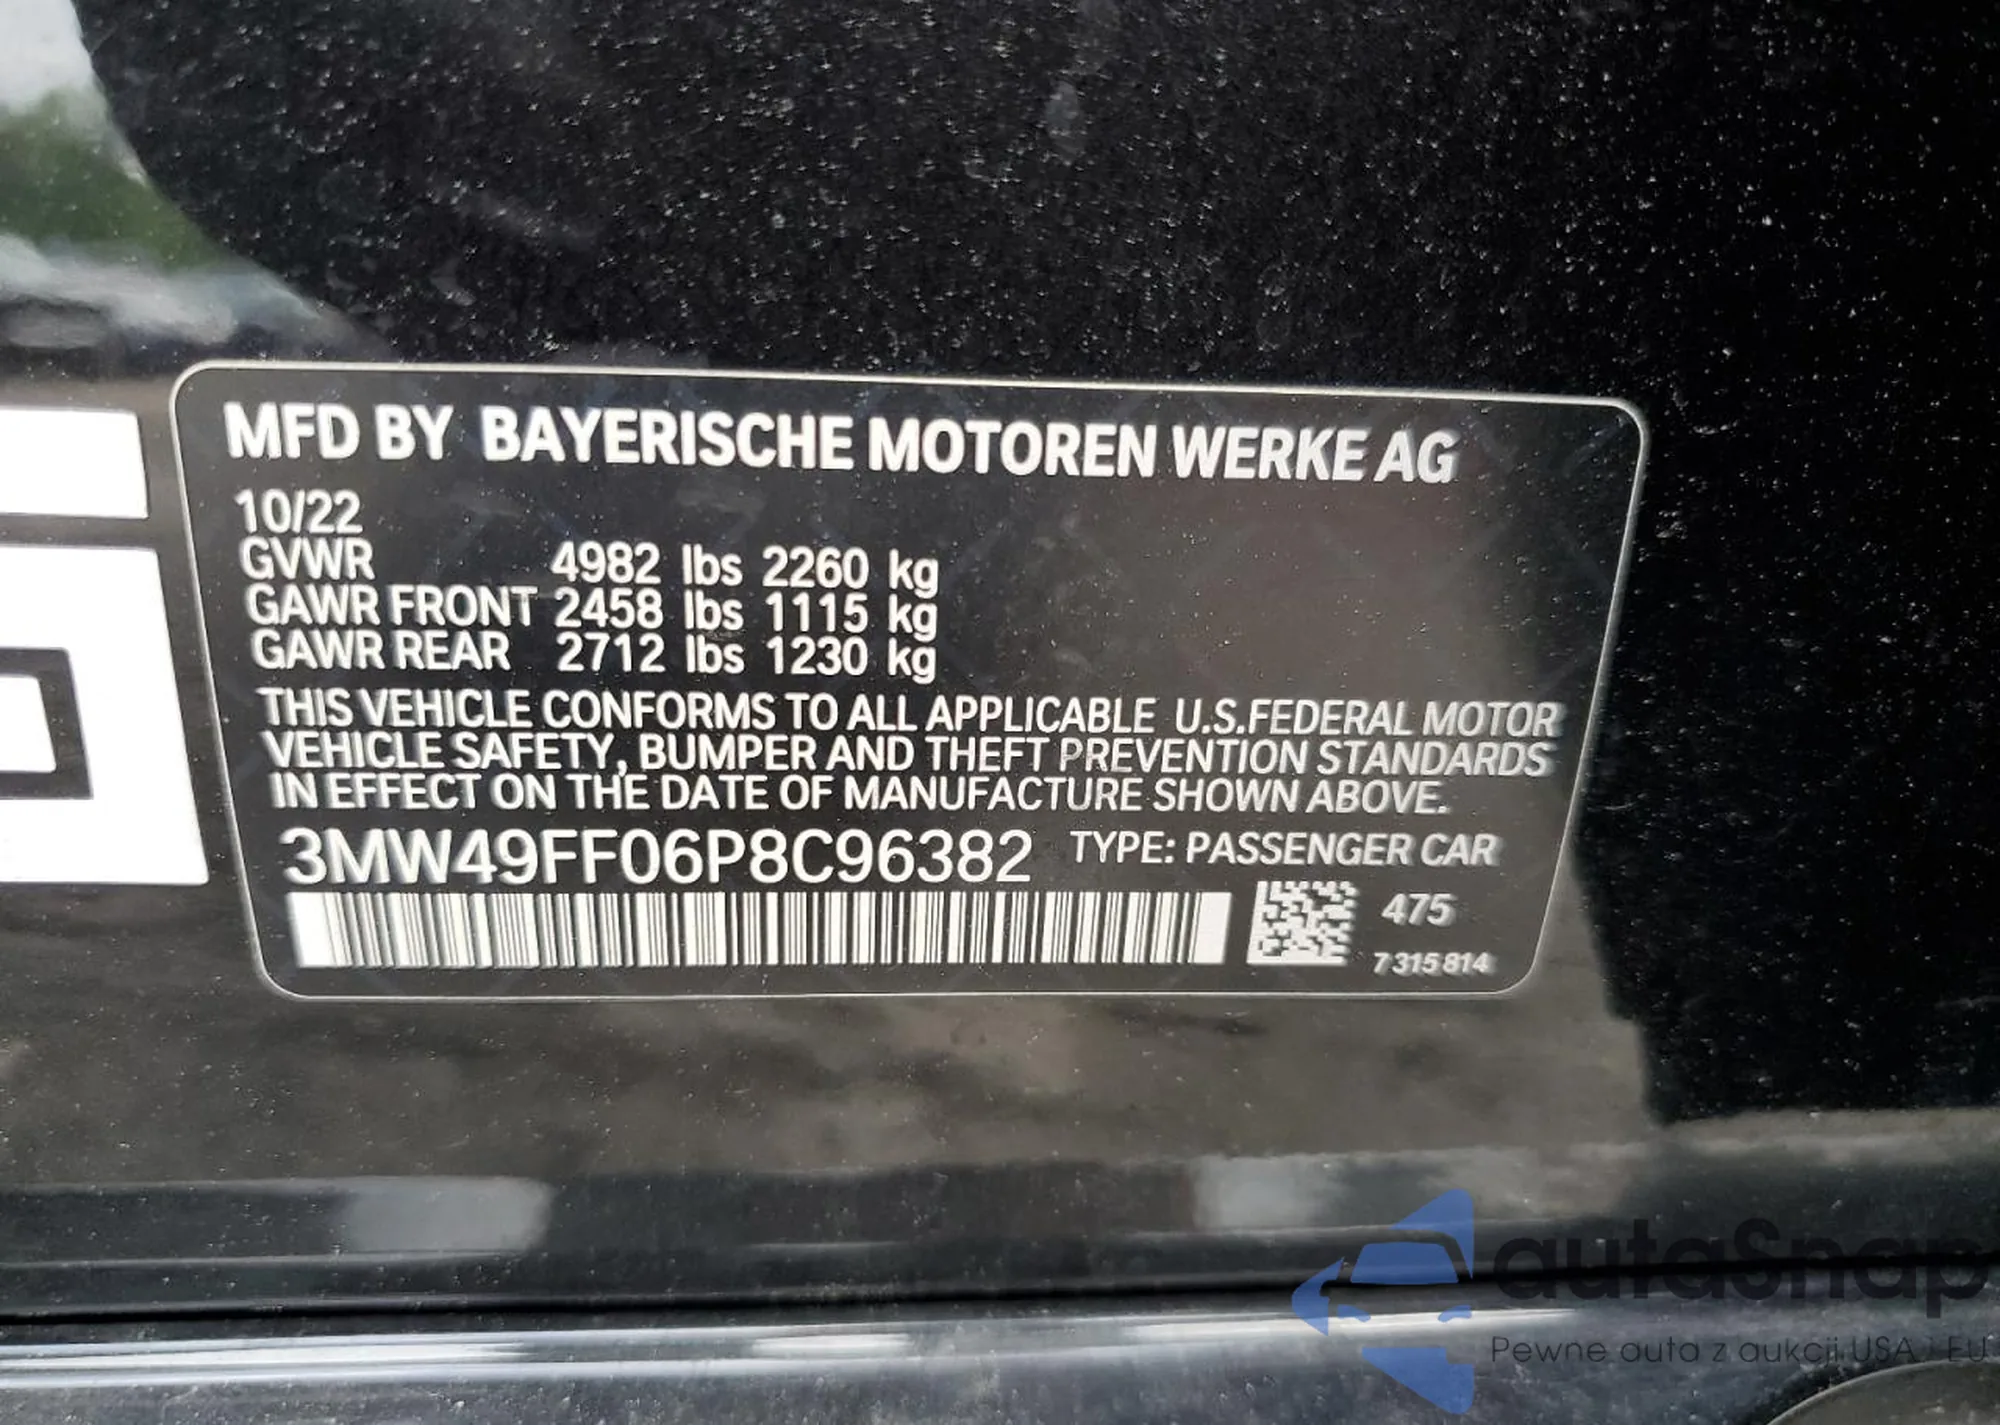 MFD BY BAYERISCHE MOTOREN WERKE AG
10/22
GVWR 4982 lbs 2260 kg
GAWR FRONT 2458 lbs 1115 kg
GAWR REAR 2712 lbs 1230 kg
THIS VEHICLE CONFORMS TO ALL APPLICABLE U.S.FEDERAL MOTOR
VEHICLE SAFETY, BUMPER AND THEFT PREVENTION STANDARDS
IN EFFECT ON THE DATE OF MANUFACTURE SHOWN ABOVE.
3MW49FF06P8C96382 TYPE: PASSENGER CAR
475
7315814
autaSnap
Pewne auta z aukcji USA i EU